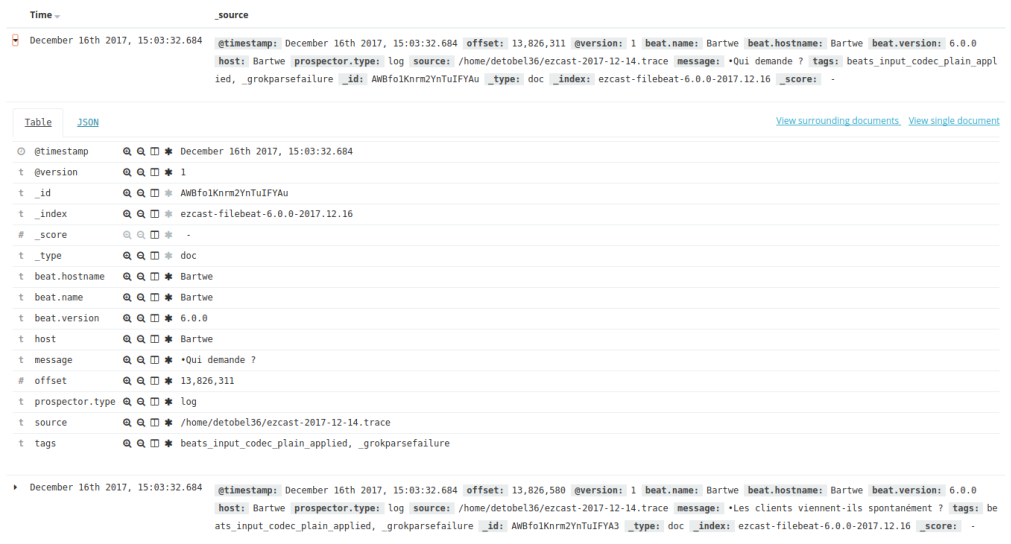 Time _source
December 16th 2017, 15:03:32.684 @timestamp: December 16th 2017, 15:03:32.684 offset: 13,826,311 @version: 1 beat.name: Bartwe beat.hostname: Bartwe beat.version: 6.0.0
host: Bartwe prospector.type: log source: /home/detobel36/ezcast-2017-12-14.trace message: •Qui demande ? tags: beats_input_codec_plain_appl
ied, _grokparsefailure _id: AWBfo1Knrm2YnTuIFYAu _type: doc _index: ezcast-filebeat-6.0.0-2017.12.16 _score: -
Table JSON View surrounding documents View single document
@timestamp December 16th 2017, 15:03:32.684
t @version 1
t _id AWBfo1Knrm2YnTuIFYAu
t _index ezcast-filebeat-6.0.0-2017.12.16
# _score -
t _type doc
t beat.hostname Bartwe
t beat.name Bartwe
t beat.version 6.0.0
t host Bartwe
t message •Qui demande ?
# offset 13,826,311
t prospector.type log
t source /home/detobel36/ezcast-2017-12-14.trace
t tags beats_input_codec_plain_applied, _grokparsefailure
December 16th 2017, 15:03:32.684 @timestamp: December 16th 2017, 15:03:32.684 offset: 13,826,580 @version: 1 beat.name: Bartwe beat.hostname: Bartwe beat.version: 6.0.0
host: Bartwe prospector.type: log source: /home/detobel36/ezcast-2017-12-14.trace message: •Les clients viennent-ils spontanément ? tags: be
ats_input_codec_plain_applied, _grokparsefailure _id: AWBfo1Knrm2YnTuIFYA3 _type: doc _index: ezcast-filebeat-6.0.0-2017.12.16 _score: -